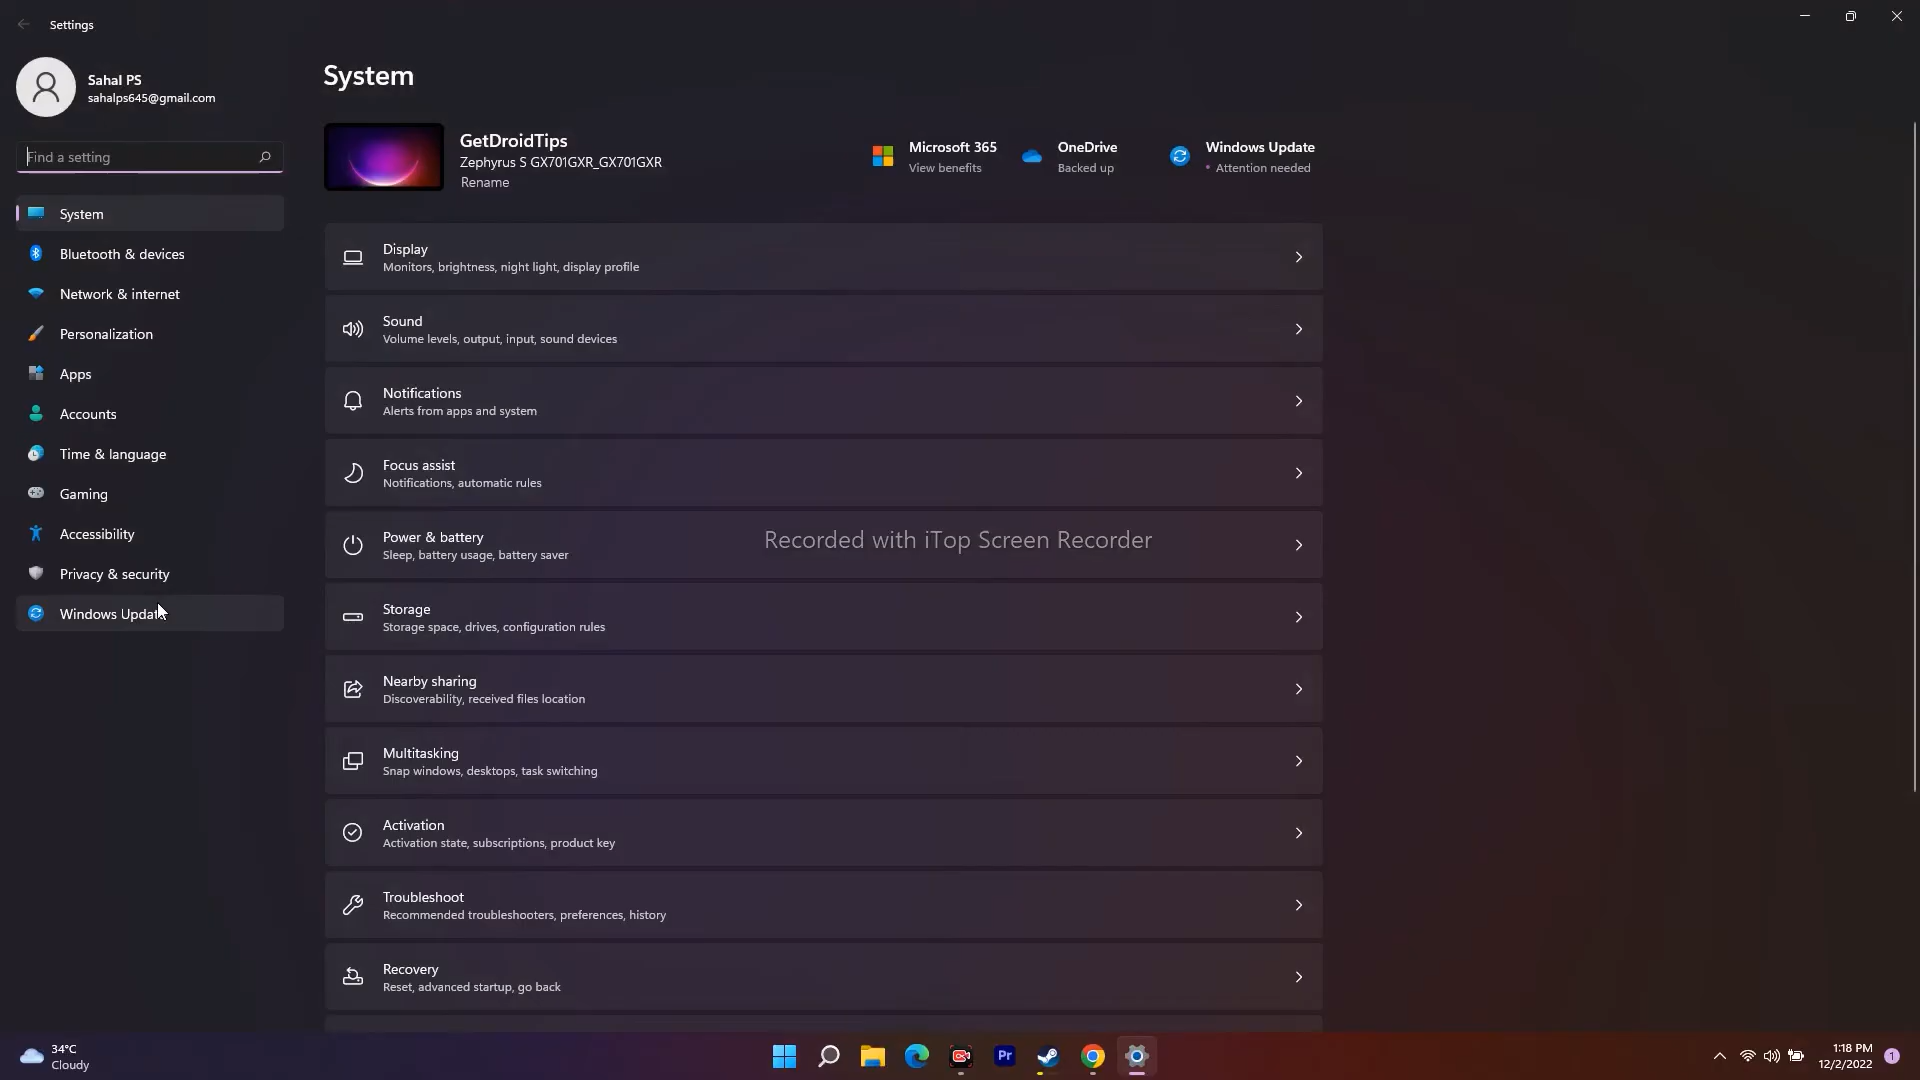 Settings
Sahal PS
sahalps645@gmail.com
Find a setting
System
Bluetooth & devices
Network & internet
Personalization
Apps
Accounts
Time & language
Gaming
Accessibility
Privacy & security
Windows Update
System
GetDroidTips
Zephyrus S GX701GXR_GX701GXR
Rename
Microsoft 365
View benefits
OneDrive
Backed up
Windows Update
• Attention needed
Display
Monitors, brightness, night light, display profile
Sound
Volume levels, output, input, sound devices
Notifications
Alerts from apps and system
Focus assist
Notifications, automatic rules
Power & battery
Sleep, battery usage, battery saver
Recorded with iTop Screen Recorder
Storage
Storage space, drives, configuration rules
Nearby sharing
Discoverability, received files location
Multitasking
Snap windows, desktops, task switching
Activation
Activation state, subscriptions, product key
Troubleshoot
Recommended troubleshooters, preferences, history
Recovery
Reset, advanced startup, go back
34°C
Cloudy
Pr
1:18 PM
12/2/2022
1